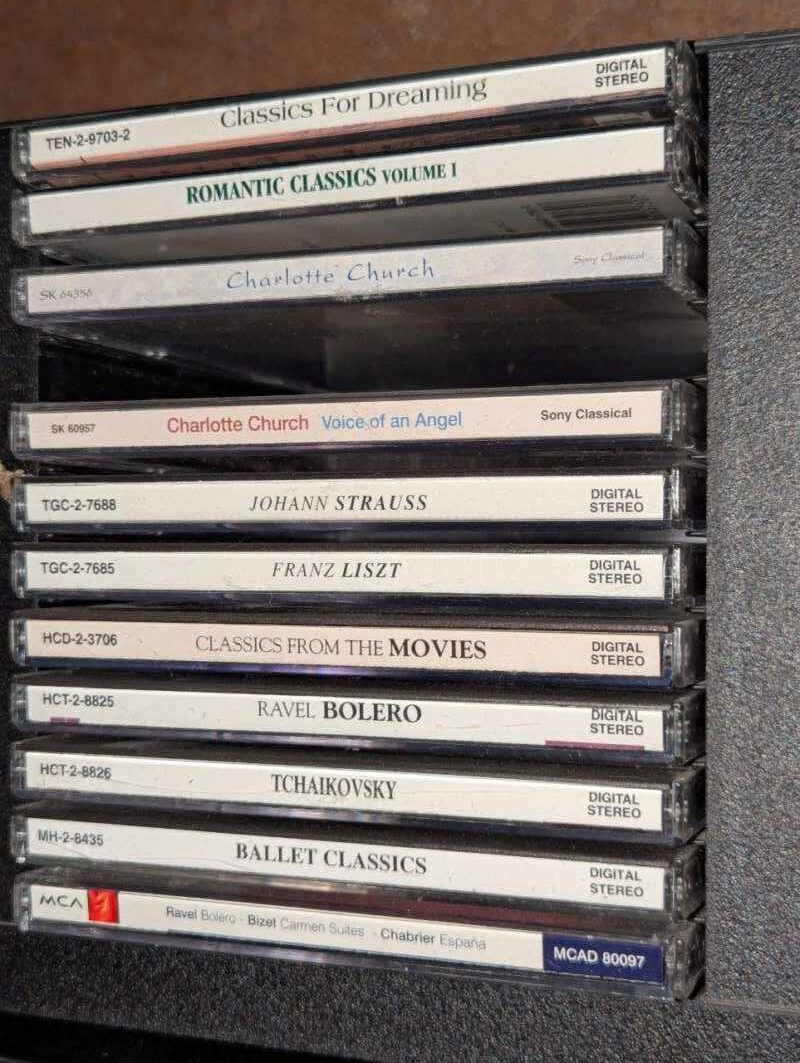 TEN-2-9703-2 Classics For Dreaming DIGITAL STEREO
ROMANTIC CLASSICS VOLUME 1
SK 64356 Charlotte Church Sony Classical
SK 60957 Charlotte Church Voice of an Angel Sony Classical
TGC-2-7688 JOHANN STRAUSS DIGITAL STEREO
TGC-2-7685 FRANZ LISZT DIGITAL STEREO
HCD-2-3706 CLASSICS FROM THE MOVIES DIGITAL STEREO
HCT-2-8825 RAVEL BOLERO DIGITAL STEREO
HCT-2-8826 TCHAIKOVSKY DIGITAL STEREO
MH-2-8435 BALLET CLASSICS DIGITAL STEREO
MCA Ravel Bolero - Bizet Carmen Suites - Chabrier España MCAD 80097